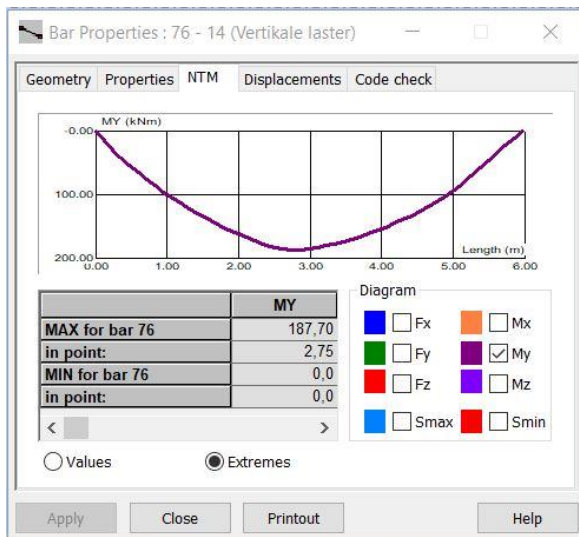 Bar Properties : 76 - 14 (Vertikale laster)
Geometry Properties NTM Displacements Code check
MY (kNm)
-0.00
100.00
200.00
Length (m)
0.00 1.00 2.00 3.00 4.00 5.00 6.00
MY
MAX for bar 76 187,70
in point: 2,75
MIN for bar 76 0,0
in point: 0,0
Diagram
Fx Mx
Fy My
Fz Mz
Smax Smin
Values Extremes
Apply Close Printout Help